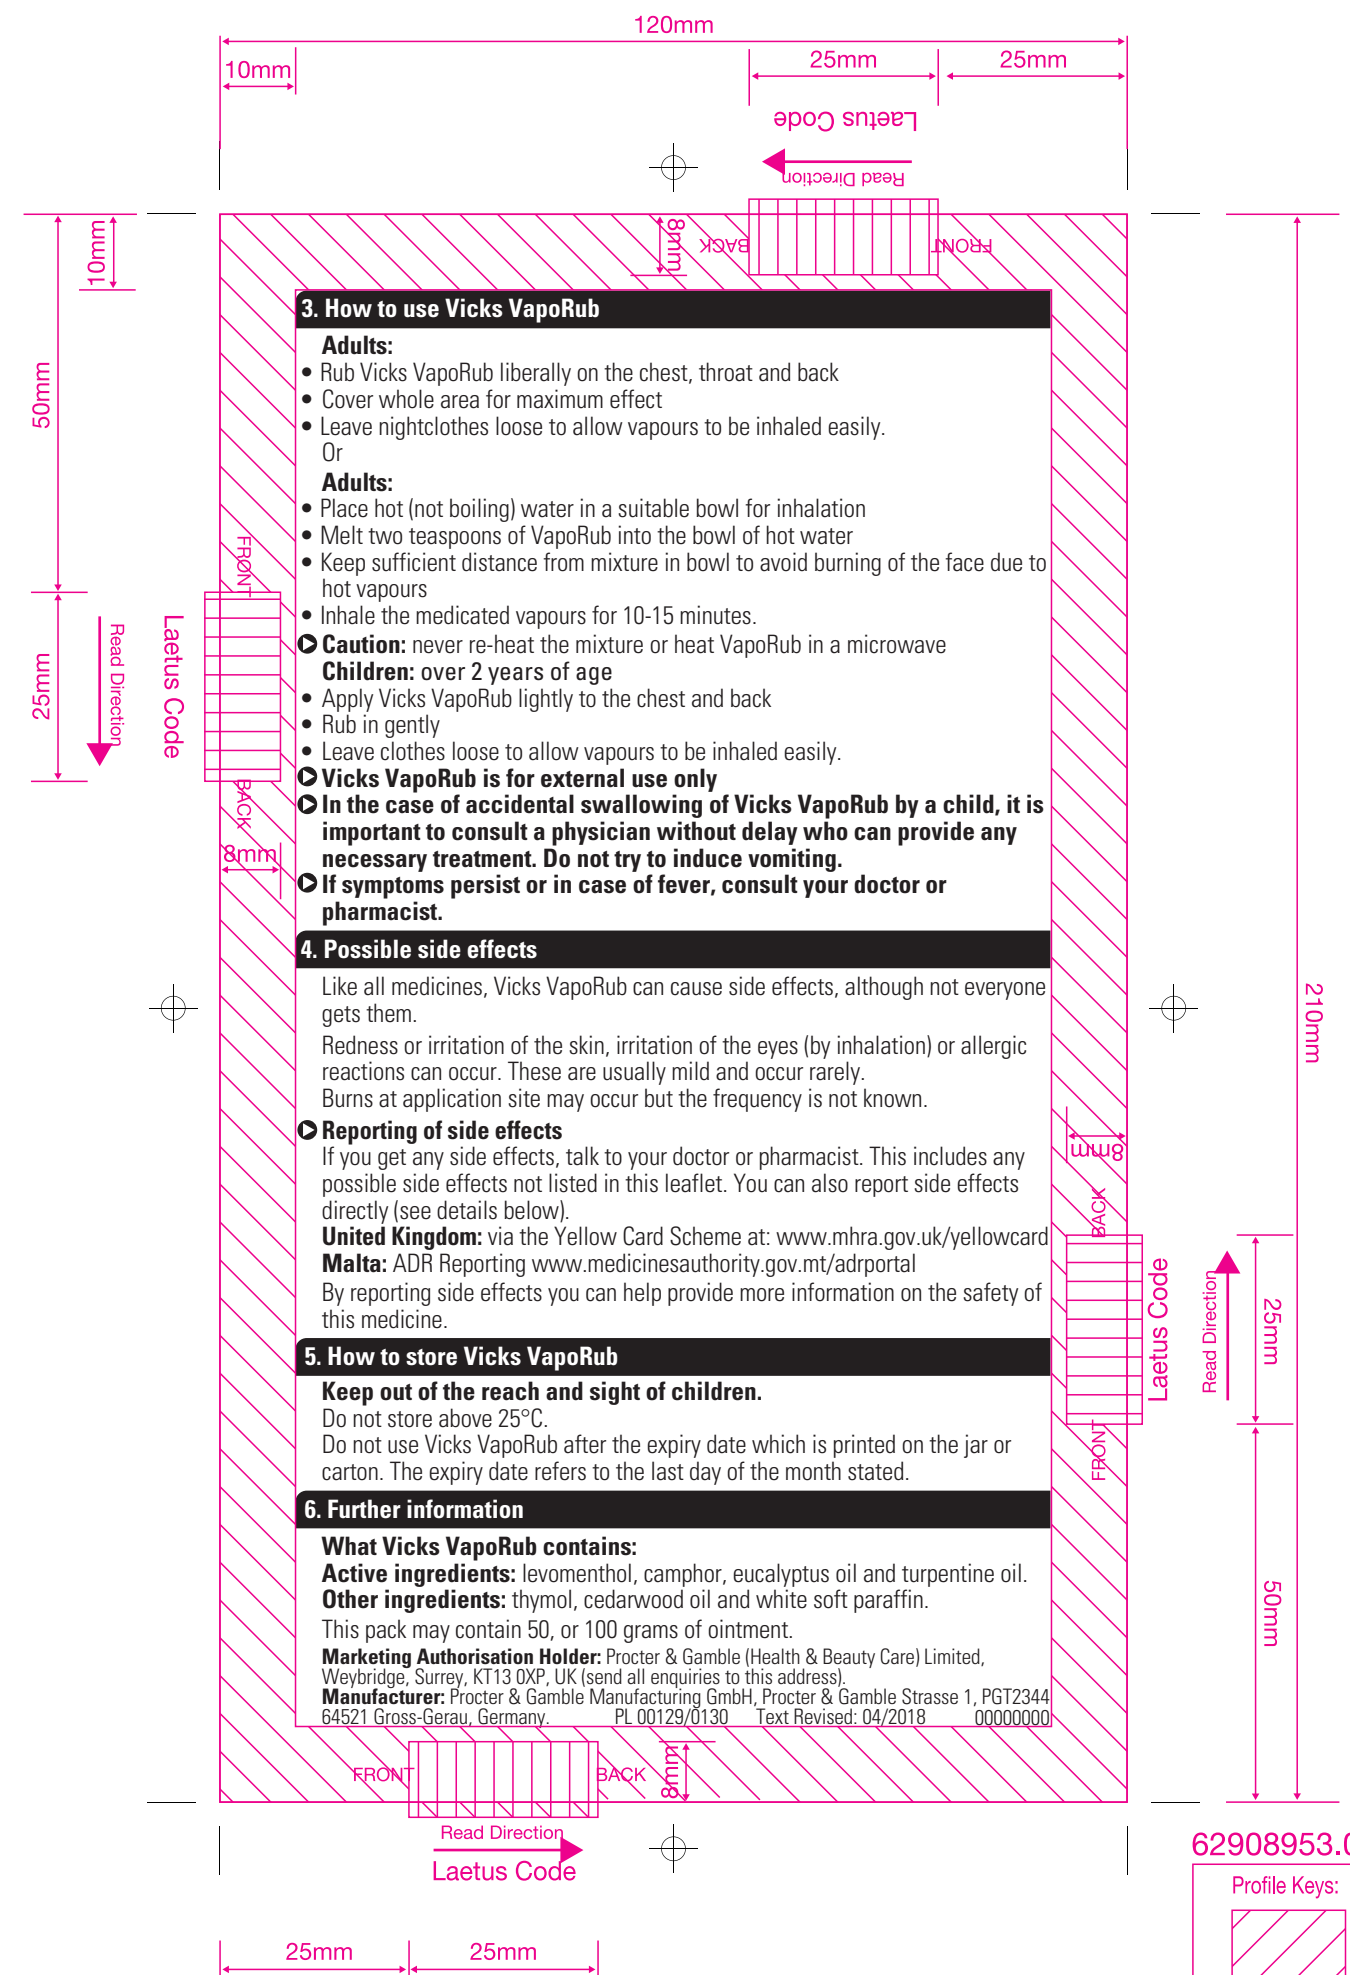 120mm
10mm
25mm
25mm
Laetus Code
Read Direction
8mm
BACK
FRONT
10mm
50mm
25mm
Read Direction
Laetus Code
FRONT
BACK
8mm
3. How to use Vicks VapoRub
Adults:
• Rub Vicks VapoRub liberally on the chest, throat and back
• Cover whole area for maximum effect
• Leave nightclothes loose to allow vapours to be inhaled easily.
Or
Adults:
• Place hot (not boiling) water in a suitable bowl for inhalation
• Melt two teaspoons of VapoRub into the bowl of hot water
• Keep sufficient distance from mixture in bowl to avoid burning of the face due to
hot vapours
• Inhale the medicated vapours for 10-15 minutes.
Caution: never re-heat the mixture or heat VapoRub in a microwave
Children: over 2 years of age
• Apply Vicks VapoRub lightly to the chest and back
• Rub in gently
• Leave clothes loose to allow vapours to be inhaled easily.
Vicks VapoRub is for external use only
In the case of accidental swallowing of Vicks VapoRub by a child, it is
important to consult a physician without delay who can provide any
necessary treatment. Do not try to induce vomiting.
If symptoms persist or in case of fever, consult your doctor or
pharmacist.
4. Possible side effects
Like all medicines, Vicks VapoRub can cause side effects, although not everyone
gets them.
Redness or irritation of the skin, irritation of the eyes (by inhalation) or allergic
reactions can occur. These are usually mild and occur rarely.
Burns at application site may occur but the frequency is not known.
Reporting of side effects
If you get any side effects, talk to your doctor or pharmacist. This includes any
possible side effects not listed in this leaflet. You can also report side effects
directly (see details below).
United Kingdom: via the Yellow Card Scheme at: www.mhra.gov.uk/yellowcard
Malta: ADR Reporting www.medicinesauthority.gov.mt/adrportal
By reporting side effects you can help provide more information on the safety of
this medicine.
5. How to store Vicks VapoRub
Keep out of the reach and sight of children.
Do not store above 25°C.
Do not use Vicks VapoRub after the expiry date which is printed on the jar or
carton. The expiry date refers to the last day of the month stated.
6. Further information
What Vicks VapoRub contains:
Active ingredients: levomenthol, camphor, eucalyptus oil and turpentine oil.
Other ingredients: thymol, cedarwood oil and white soft paraffin.
This pack may contain 50, or 100 grams of ointment.
Marketing Authorisation Holder: Procter & Gamble (Health & Beauty Care) Limited,
Weybridge, Surrey, KT13 0XP, UK (send all enquiries to this address).
Manufacturer: Procter & Gamble Manufacturing GmbH, Procter & Gamble Strasse 1, PGT2344
64521 Gross-Gerau, Germany. PL 00129/0130 Text Revised: 04/2018 00000000
210mm
8mm
BACK
Laetus Code
Read Direction
25mm
FRONT
50mm
FRONT
BACK
8mm
Read Direction
Laetus Code
62908953.
Profile Keys:
25mm
25mm